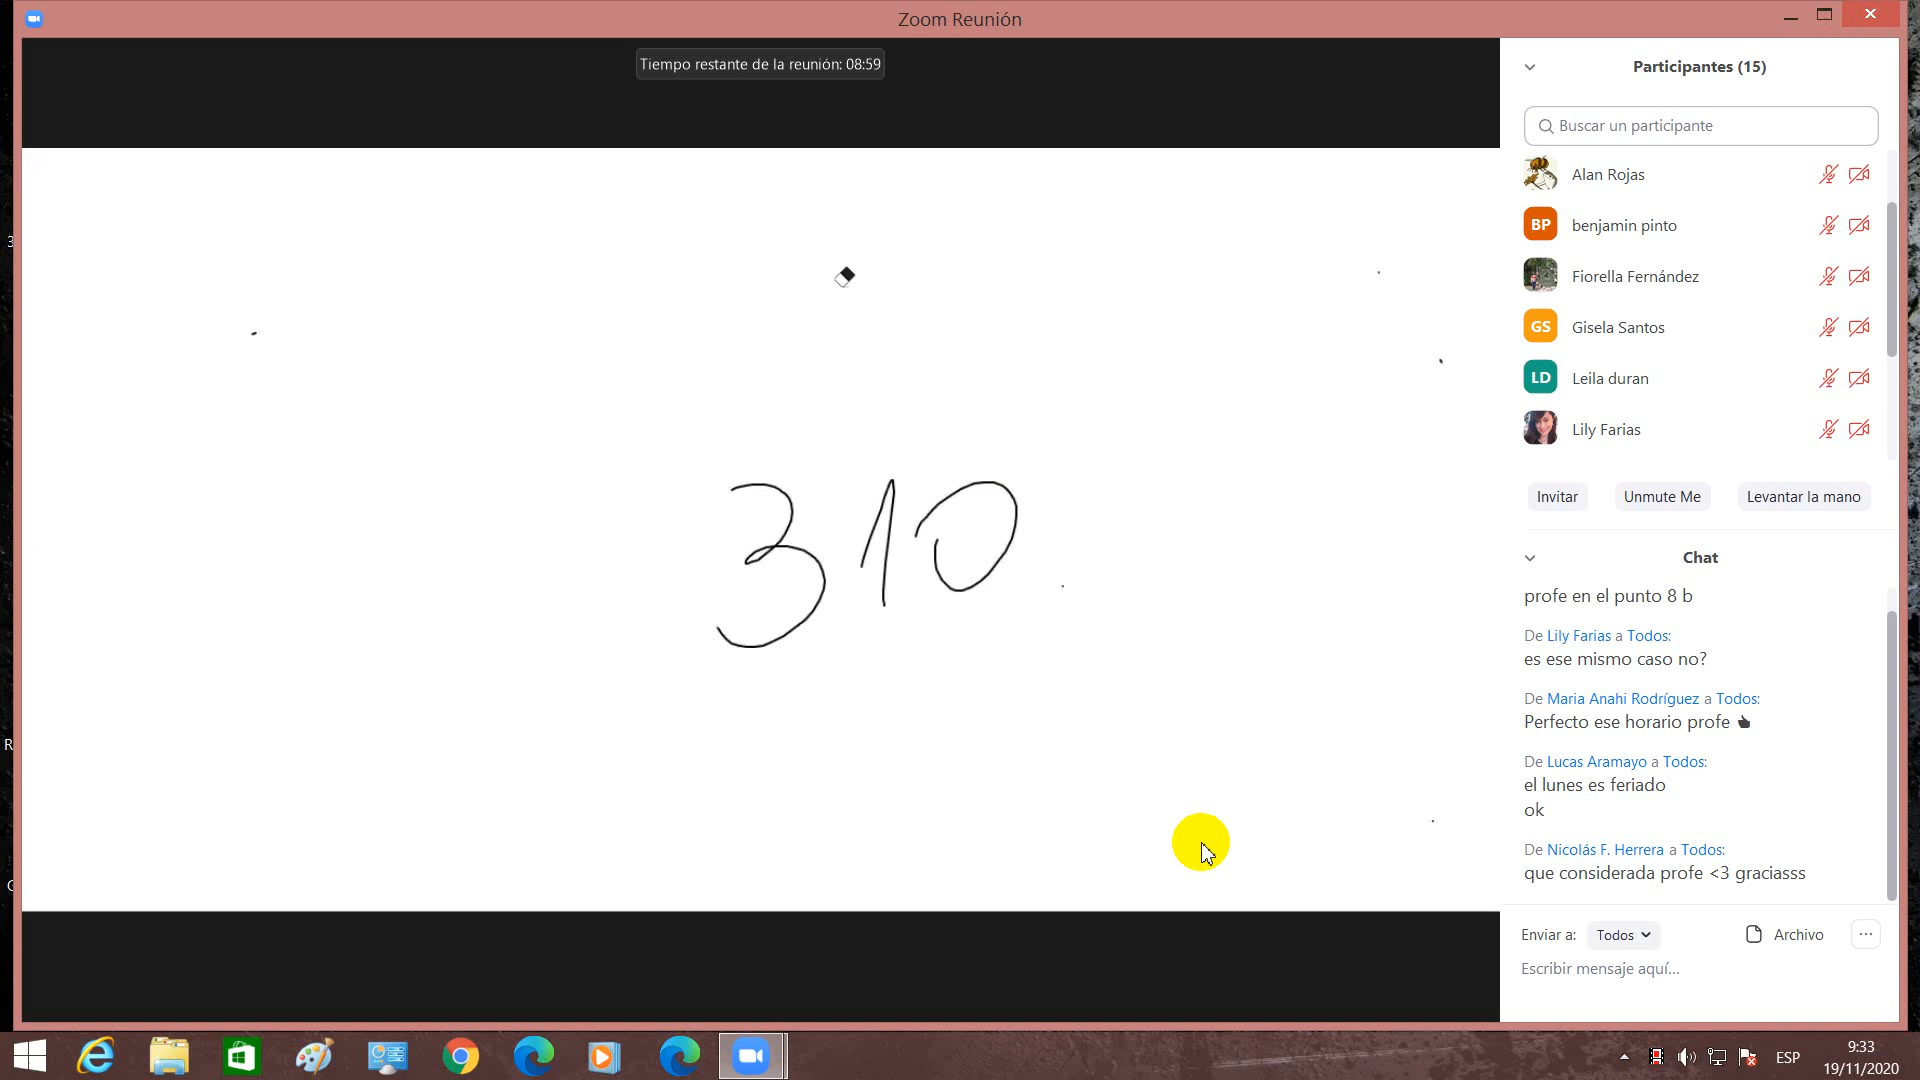 Zoom Reunión
Tiempo restante de la reunión: 08:59
310
Participantes (15)
Buscar un participante
Alan Rojas
BP benjamin pinto
Fiorella Fernández
GS Gisela Santos
LD Leila duran
Lily Farias
Invitar Unmute Me Levantar la mano
Chat
profe en el punto 8 b
De Lily Farias a Todos:
es ese mismo caso no?
De Maria Anahi Rodríguez a Todos:
Perfecto ese horario profe
De Lucas Aramayo a Todos:
el lunes es feriado
ok
De Nicolás F. Herrera a Todos:
que considerada profe <3 graciasss
Enviar a: Todos Archivo
Escribir mensaje aquí...
ESP
9:33
19/11/2020